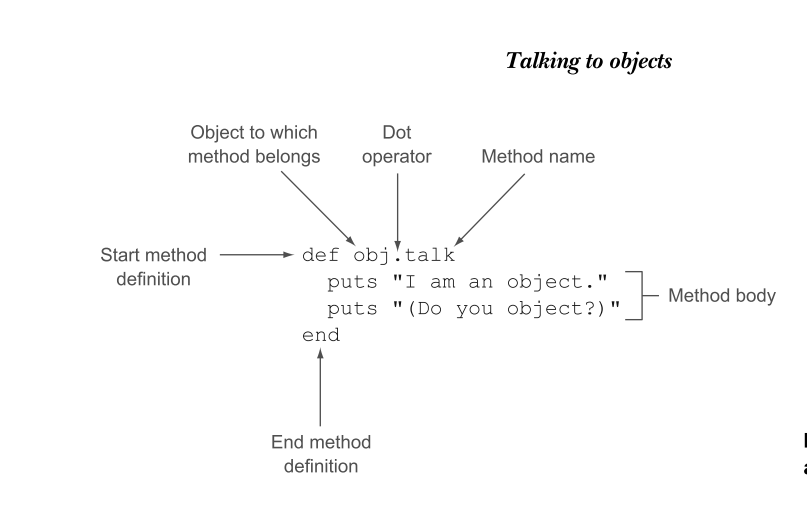 Talking to objects
Object to which
method belongs
Dot
operator
Method name
Start method
definition
def obj.talk
  puts "I am an object."
  puts "(Do you object?)"
end
Method body
End method
definition